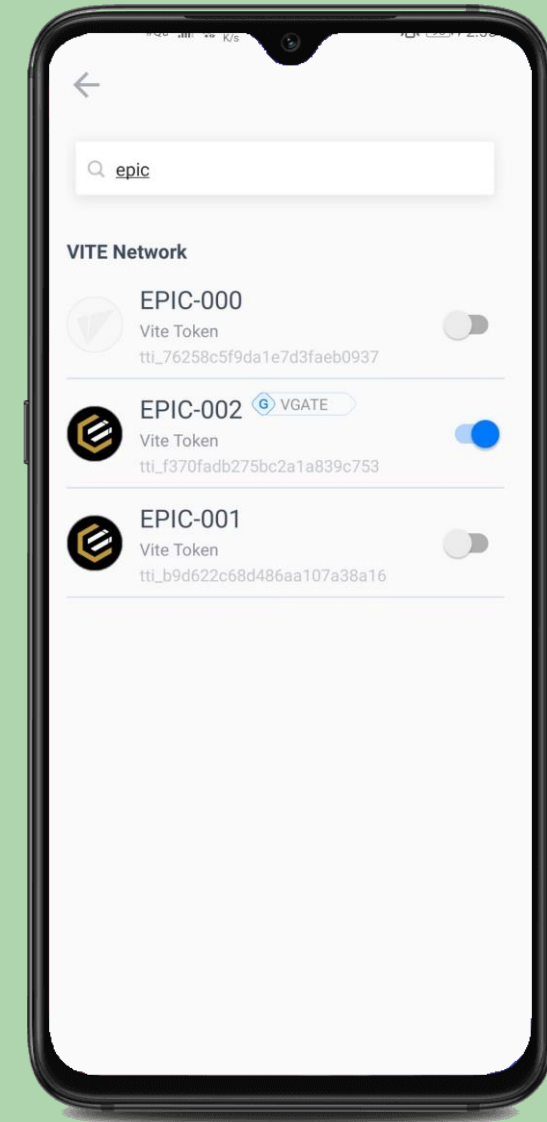 K/s
epic
VITE Network
EPIC-000
Vite Token
tti_76258c5f9da1e7d3faeb0937
EPIC-002 G VGATE
Vite Token
tti_f370fadb275bc2a1a839c753
EPIC-001
Vite Token
tti_b9d622c68d486aa107a38a16